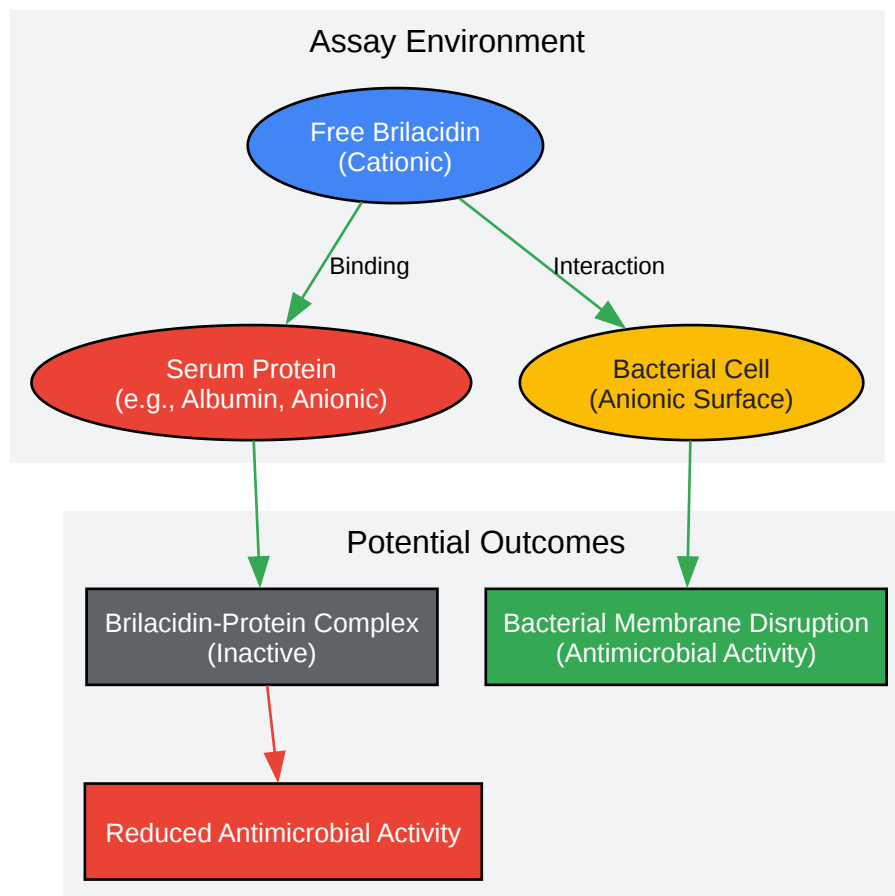 Assay Environment
Free Brilacidin
(Cationic)
Binding
Interaction
Serum Protein
(e.g., Albumin, Anionic)
Bacterial Cell
(Anionic Surface)
Potential Outcomes
Brilacidin-Protein Complex
(Inactive)
Bacterial Membrane Disruption
(Antimicrobial Activity)
Reduced Antimicrobial Activity